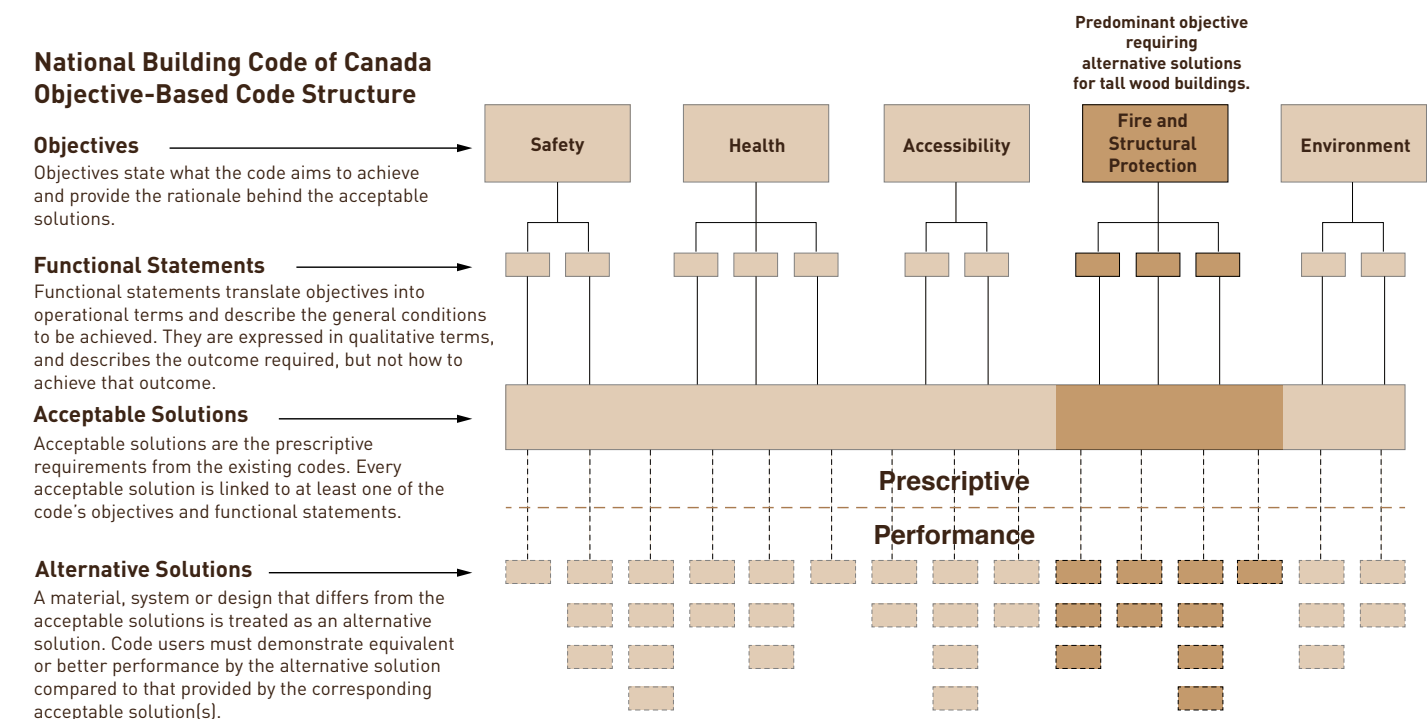 Predominant objective
requiring
alternative solutions
for tall wood buildings.
National Building Code of Canada
Objective-Based Code Structure
Objectives
Objectives state what the code aims to achieve
and provide the rationale behind the acceptable
solutions.
Safety
Health
Accessibility
Fire and
Structural
Protection
Environment
Functional Statements
Functional statements translate objectives into
operational terms and describe the general conditions
to be achieved. They are expressed in qualitative terms,
and describes the outcome required, but not how to
achieve that outcome.
Acceptable Solutions
Acceptable solutions are the prescriptive
requirements from the existing codes. Every
acceptable solution is linked to at least one of the
code's objectives and functional statements.
Prescriptive
Performance
Alternative Solutions
A material, system or design that differs from the
acceptable solutions is treated as an alternative
solution. Code users must demonstrate equivalent
or better performance by the alternative solution
compared to that provided by the corresponding
acceptable solution(s).